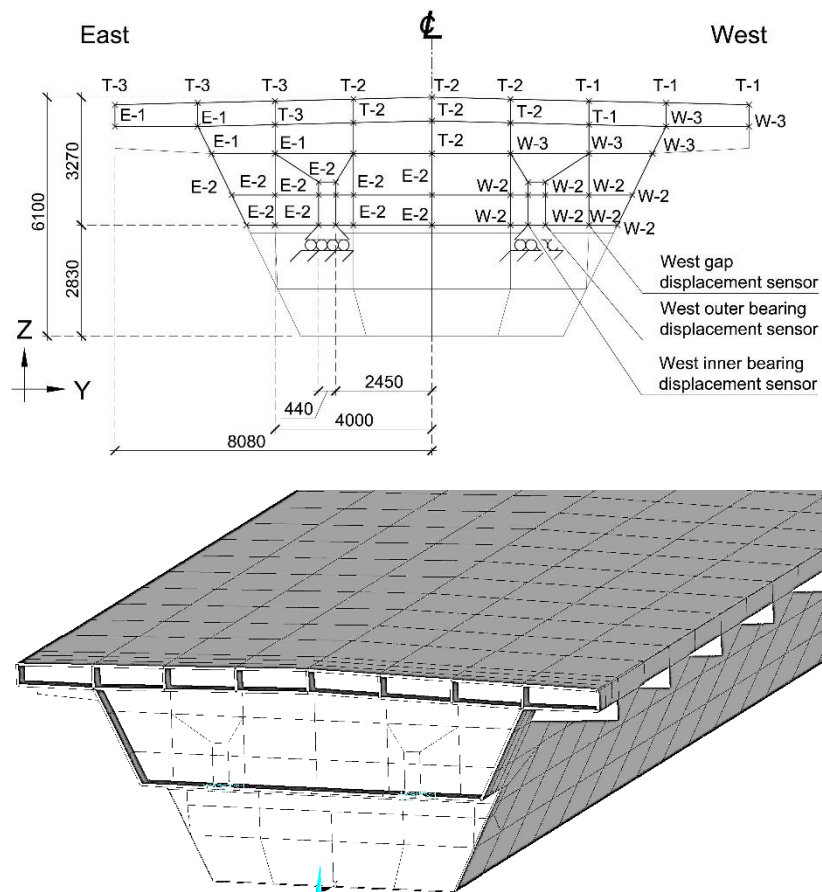 East
℄
West
T-3 T-3 T-3 T-2 T-2 T-2 T-1 T-1 T-1
E-1 E-1 T-3 T-2 T-2 T-2 T-1 W-3 W-3
E-1 E-1 T-2 W-3 W-3 W-3
E-2
E-2 E-2 E-2 E-2 E-2 W-2 W-2 W-2 W-2
E-2 E-2 E-2 E-2 E-2 W-2 W-2 W-2 W-2
6100
3270
2830
West gap
displacement sensor
West outer bearing
displacement sensor
West inner bearing
displacement sensor
Z
Y
440
2450
4000
8080